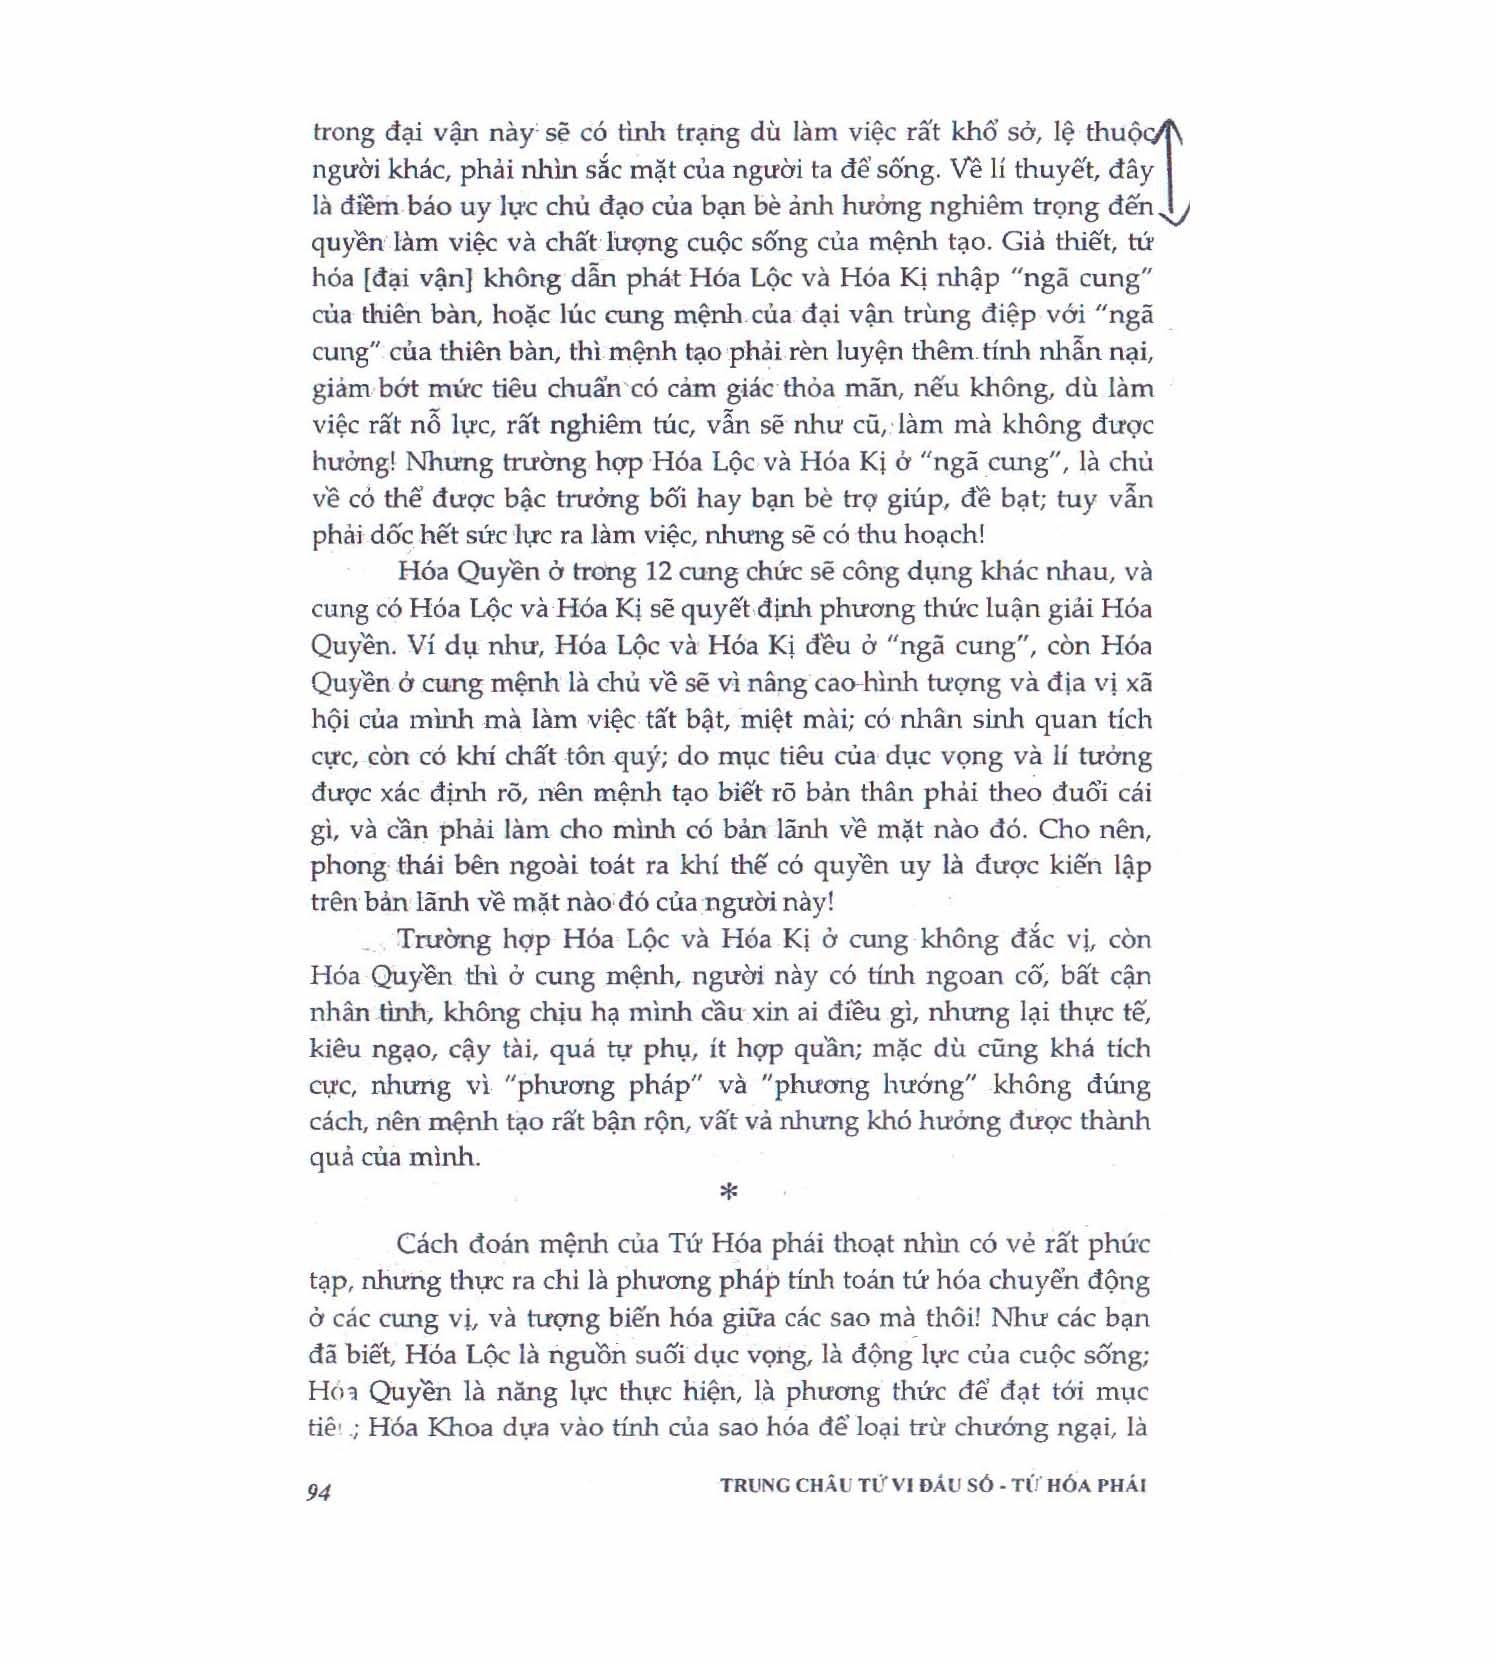 trong đại vận này sẽ có tình trạng dù làm việc rất khổ sở, lệ thuộc
người khác, phải nhìn sắc mặt của người ta để sống. Về lí thuyết, đây
là điềm báo uy lực chủ đạo của bạn bè ảnh hưởng nghiêm trọng đến
quyền làm việc và chất lượng cuộc sống của mệnh tạo. Giả thiết, tứ
hóa [đại vận] không dẫn phát Hóa Lộc và Hóa Kị nhập "ngã cung"
của thiên bàn, hoặc lúc cung mệnh của đại vận trùng điệp với "ngã
cung" của thiên bàn, thì mệnh tạo phải rèn luyện thêm tính nhẫn nại,
giảm bớt mức tiêu chuẩn có cảm giác thỏa mãn, nếu không, dù làm
việc rất nỗ lực, rất nghiêm túc, vẫn sẽ như cũ, làm mà không được
hưởng! Nhưng trường hợp Hóa Lộc và Hóa Kị ở "ngã cung", là chủ
về có thể được bậc trưởng bối hay bạn bè trợ giúp, đề bạt; tuy vẫn
phải dốc hết sức lực ra làm việc, nhưng sẽ có thu hoạch!
Hóa Quyền ở trong 12 cung chức sẽ công dụng khác nhau, và
cung có Hóa Lộc và Hóa Kị sẽ quyết định phương thức luận giải Hóa
Quyền. Ví dụ như, Hóa Lộc và Hóa Kị đều ở "ngã cung", còn Hóa
Quyền ở cung mệnh là chủ về sẽ vì nâng cao hình tượng và địa vị xã
hội của mình mà làm việc tất bật, miệt mài; có nhân sinh quan tích
cực, còn có khí chất tôn quý; do mục tiêu của dục vọng và lí tưởng
được xác định rõ, nên mệnh tạo biết rõ bản thân phải theo đuổi cái
gì, và cần phải làm cho mình có bản lãnh về mặt nào đó. Cho nên,
phong thái bên ngoài toát ra khí thế có quyền uy là được kiến lập
trên bản lãnh về mặt nào đó của người này!
Trường hợp Hóa Lộc và Hóa Kị ở cung không đắc vị, còn
Hóa Quyền thì ở cung mệnh, người này có tính ngoan cố, bất cận
nhân tình, không chịu hạ mình cầu xin ai điều gì, nhưng lại thực tế,
kiêu ngạo, cậy tài, quá tự phụ, ít hợp quần; mặc dù cũng khá tích
cực, nhưng vì "phương pháp" và "phương hướng" không đúng
cách, nên mệnh tạo rất bận rộn, vất vả nhưng khó hưởng được thành
quả của mình.
*
Cách đoán mệnh của Tứ Hóa phái thoạt nhìn có vẻ rất phức
tạp, nhưng thực ra chỉ là phương pháp tính toán tứ hóa chuyển động
ở các cung vị, và tượng biến hóa giữa các sao mà thôi! Như các bạn
đã biết, Hóa Lộc là nguồn suối dục vọng, là động lực của cuộc sống;
Hóa Quyền là năng lực thực hiện, là phương thức để đạt tới mục
; Hóa Khoa dựa vào tính của sao hóa để loại trừ chướng ngại, là
94 TRUNG CHÂU TỬ VI ĐẨU SỐ - TỨ HÓA PHÁI